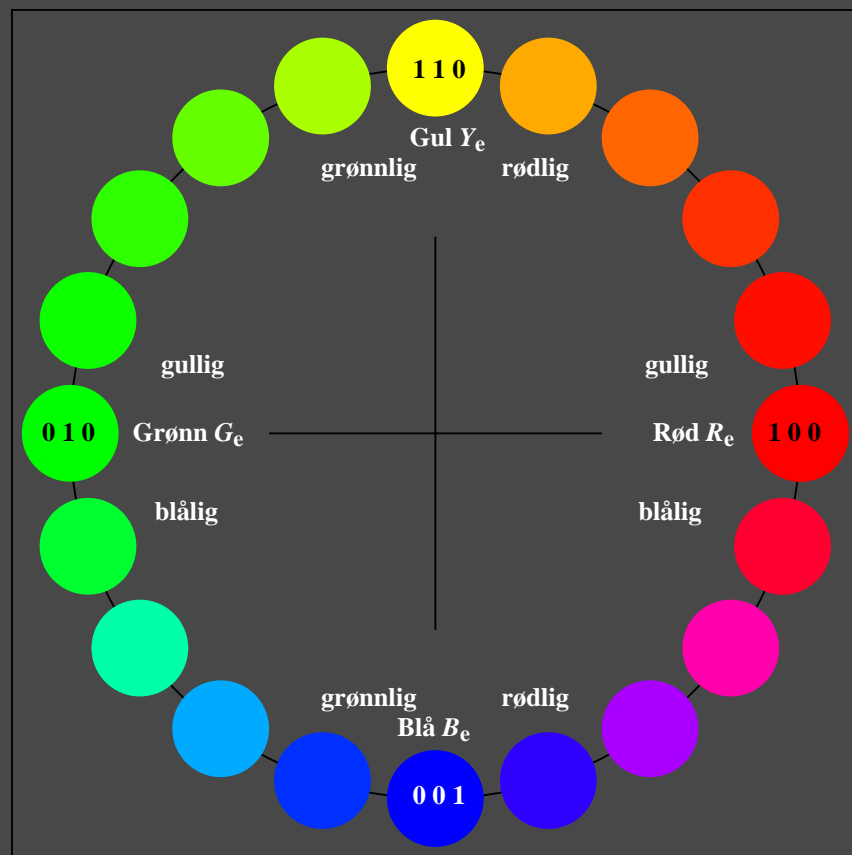 1 1 0
Gul Yₑ
grønnlig rødlig
gullig gullig
0 1 0 Grønn Gₑ Rød Rₑ 1 0 0
blålig blålig
grønnlig rødlig
Blå Bₑ
0 0 1